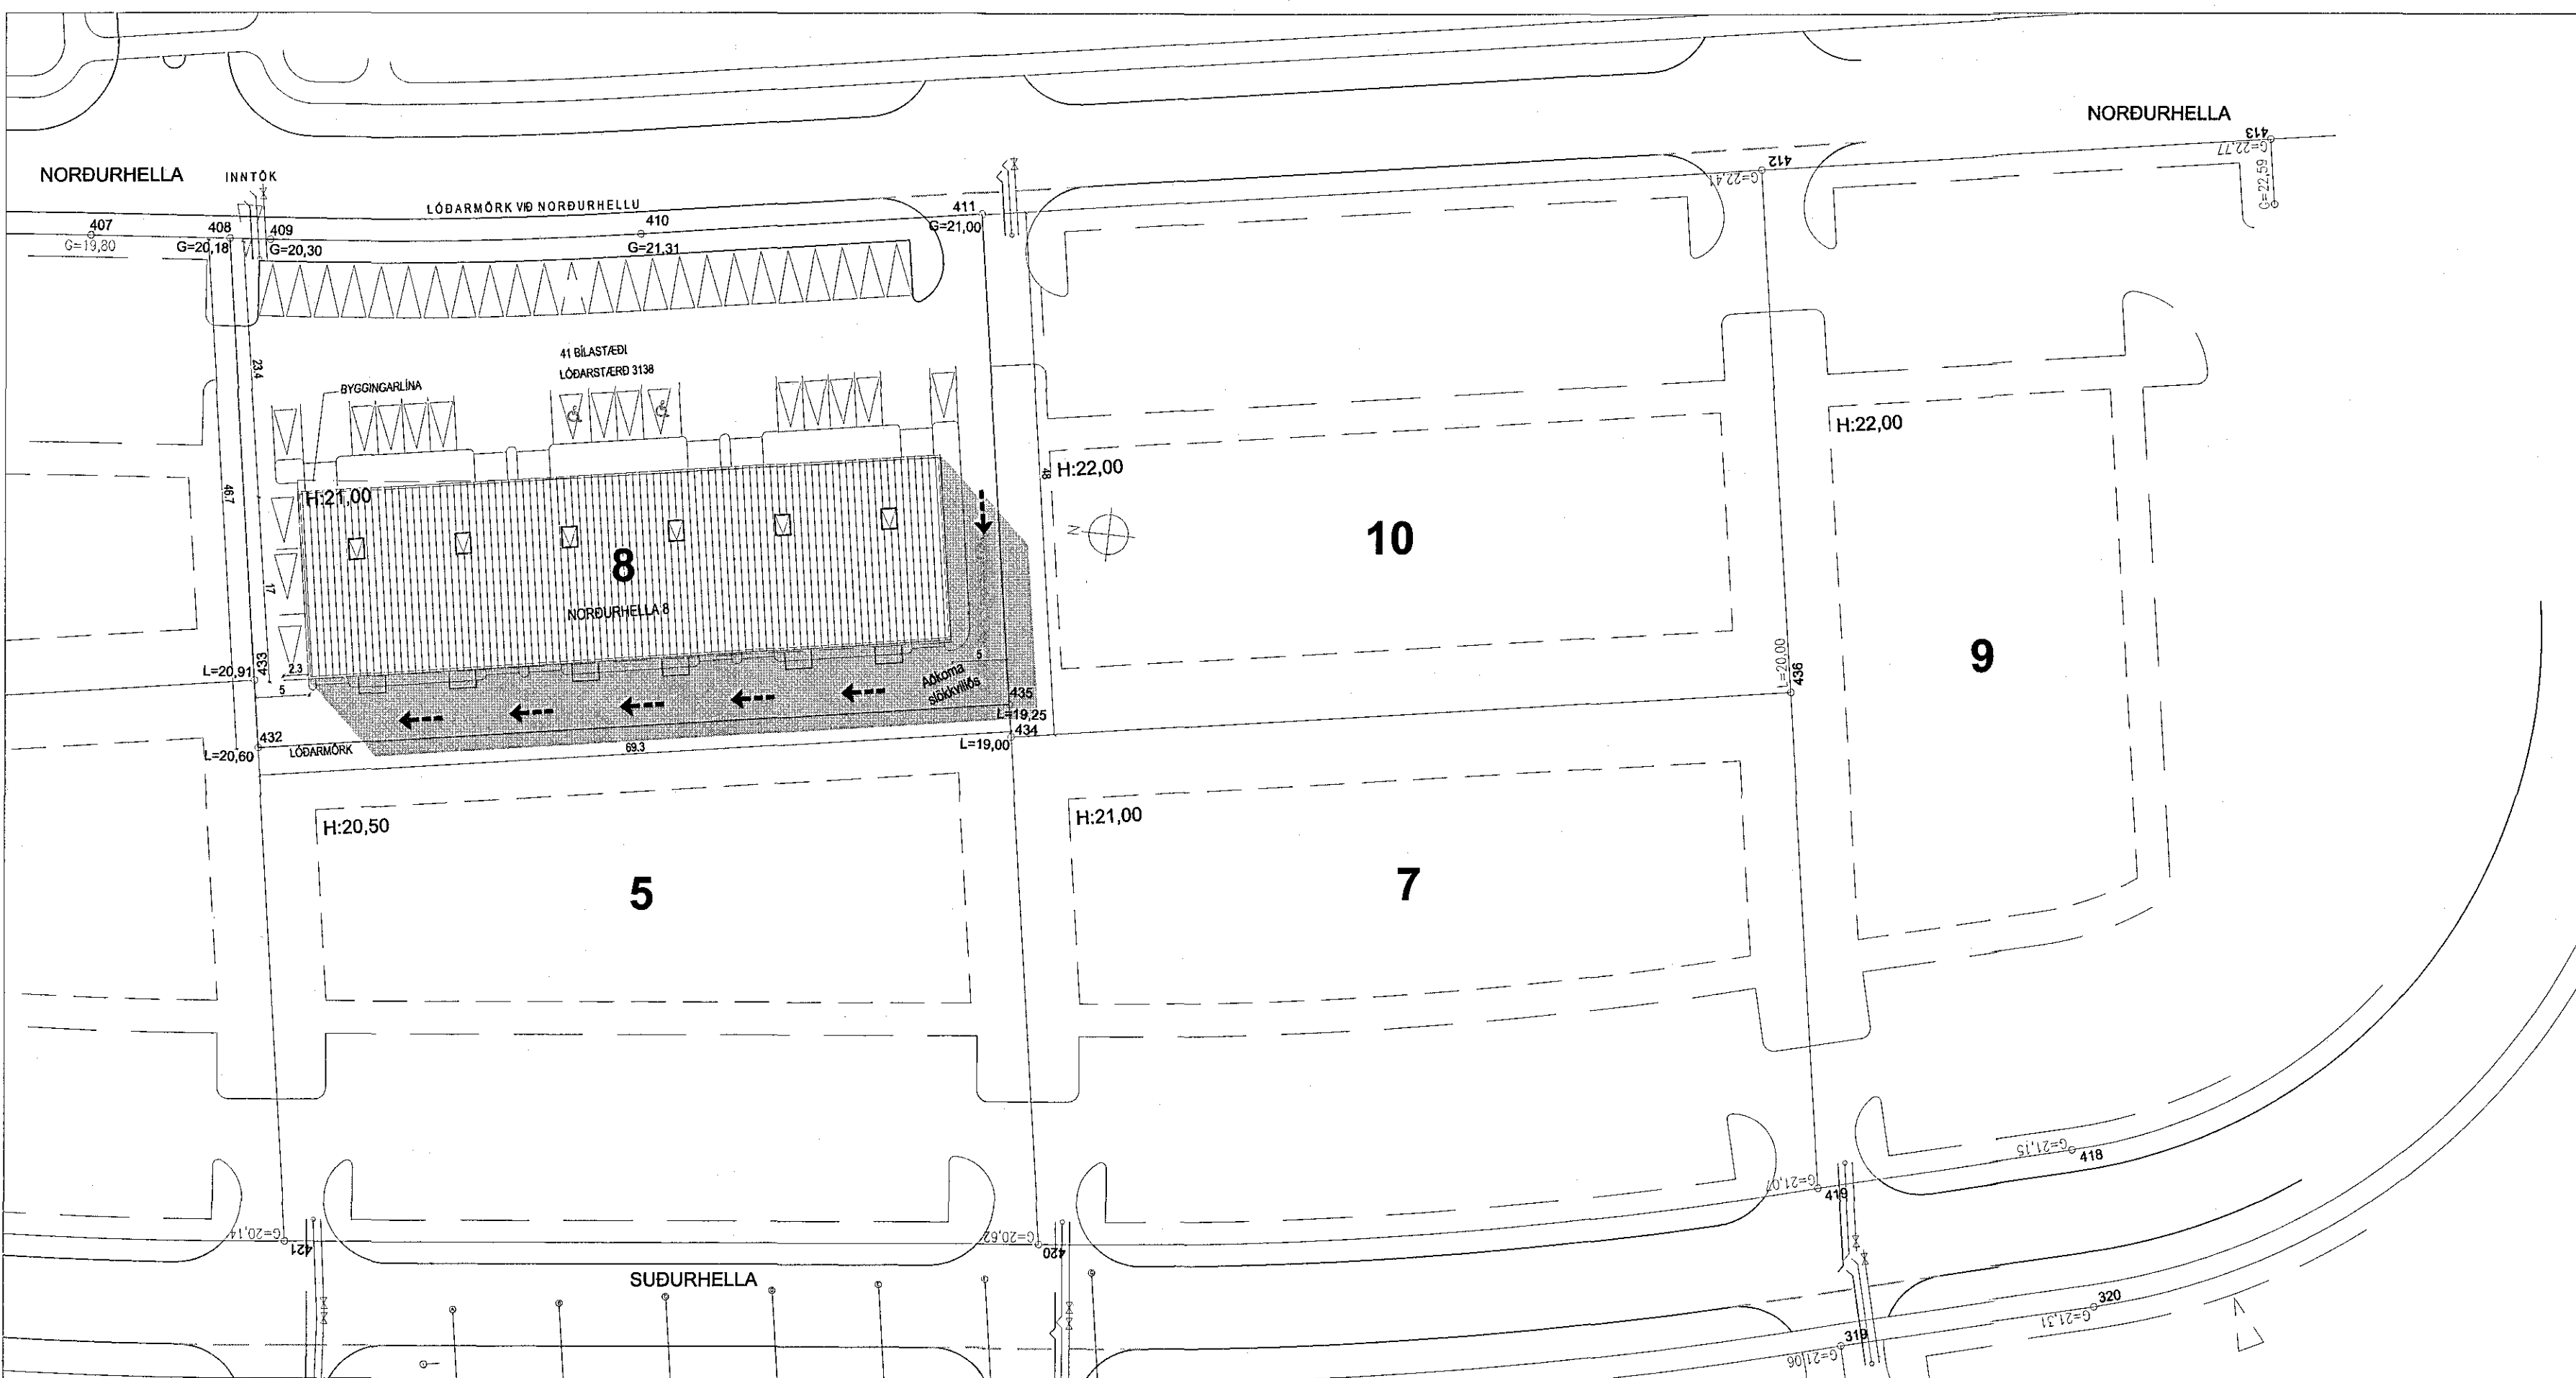 NORÐURHELLA
413
G=22,77
G=22,59
412
G=22,41
NORÐURHELLA
INNTÖK
LÓÐARMÖRK VIÐ NORÐURHELLU
407
G=19,80
408
G=20,18
409
G=20,30
410
G=21,31
411
G=21,00
41 BÍLASTÆÐI
LÓÐARSTÆRÐ 3138
BYGGINGARLÍNA
23.4
46.7
17
48
H:21,00
H:22,00
H:22,00
N
8
NORÐURHELLA 8
10
9
L=20,91
433
2.3
5
5
Aðkoma
slökkviliðs
435
L=19,25
434
L=19,00
L=20,00
436
432
L=20,60
LÓÐARMÖRK
69.3
H:20,50
H:21,00
5
7
G=21,15
418
G=21,07
419
G=20,14
421
G=20,62
420
SUÐURHELLA
320
G=21,31
319
G=21,06